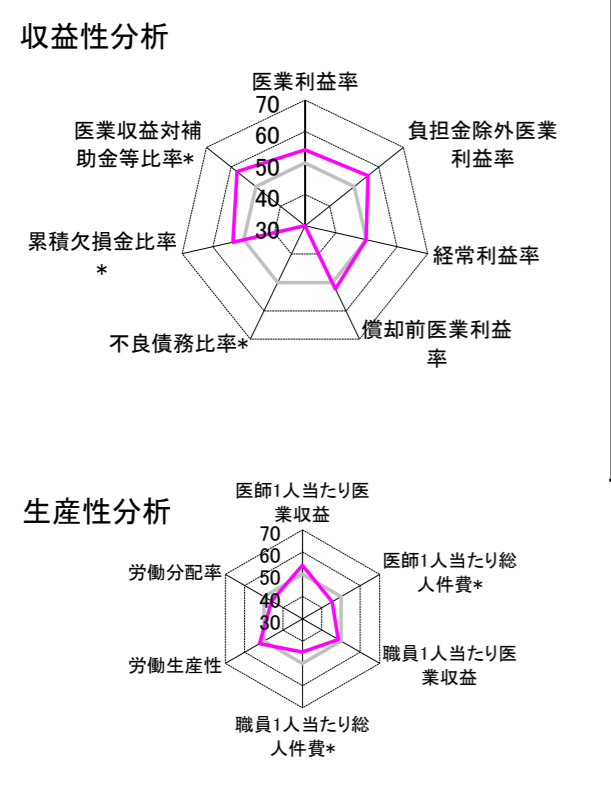 収益性分析
医業利益率
70
60
50
40
30
負担金除外医業
利益率
経常利益率
償却前医業利益
率
不良債務比率*
累積欠損金比率
*
医業収益対補
助金等比率*
生産性分析
医師1人当たり医
業収益
70
60
50
40
30
医師1人当たり総
人件費*
職員1人当たり医
業収益
職員1人当たり総
人件費*
労働生産性
労働分配率